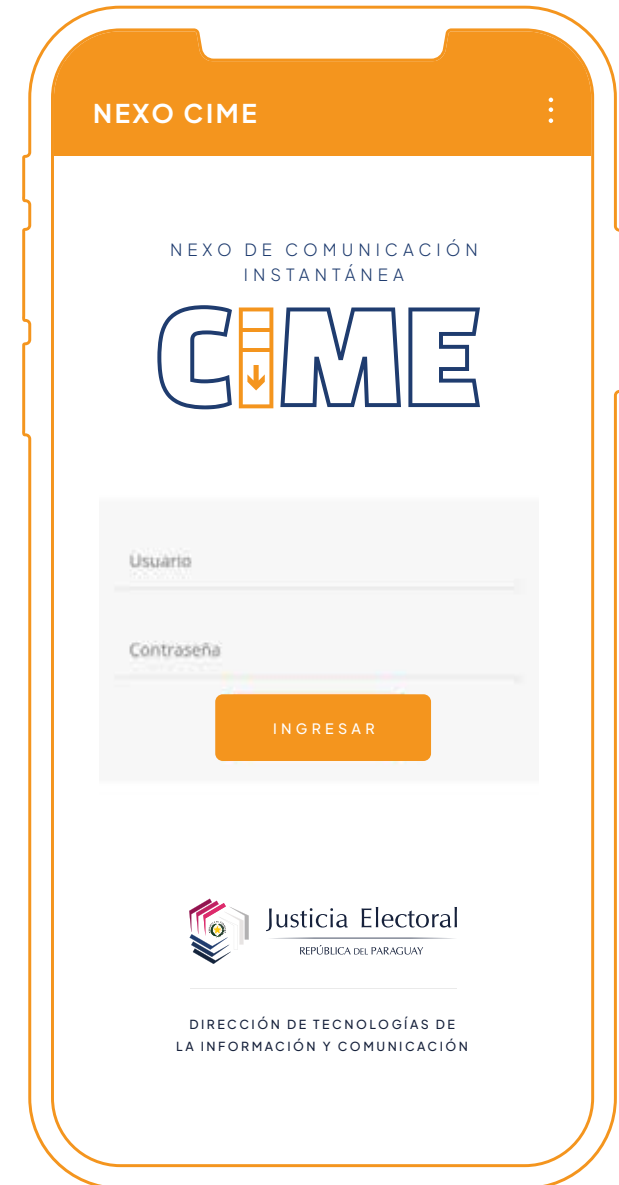 NEXO CIME
NEXO DE COMUNICACIÓN
INSTANTÁNEA
CIME
Usuario
Contraseña
INGRESAR
Justicia Electoral
REPÚBLICA DEL PARAGUAY
DIRECCIÓN DE TECNOLOGÍAS DE
LA INFORMACIÓN Y COMUNICACIÓN